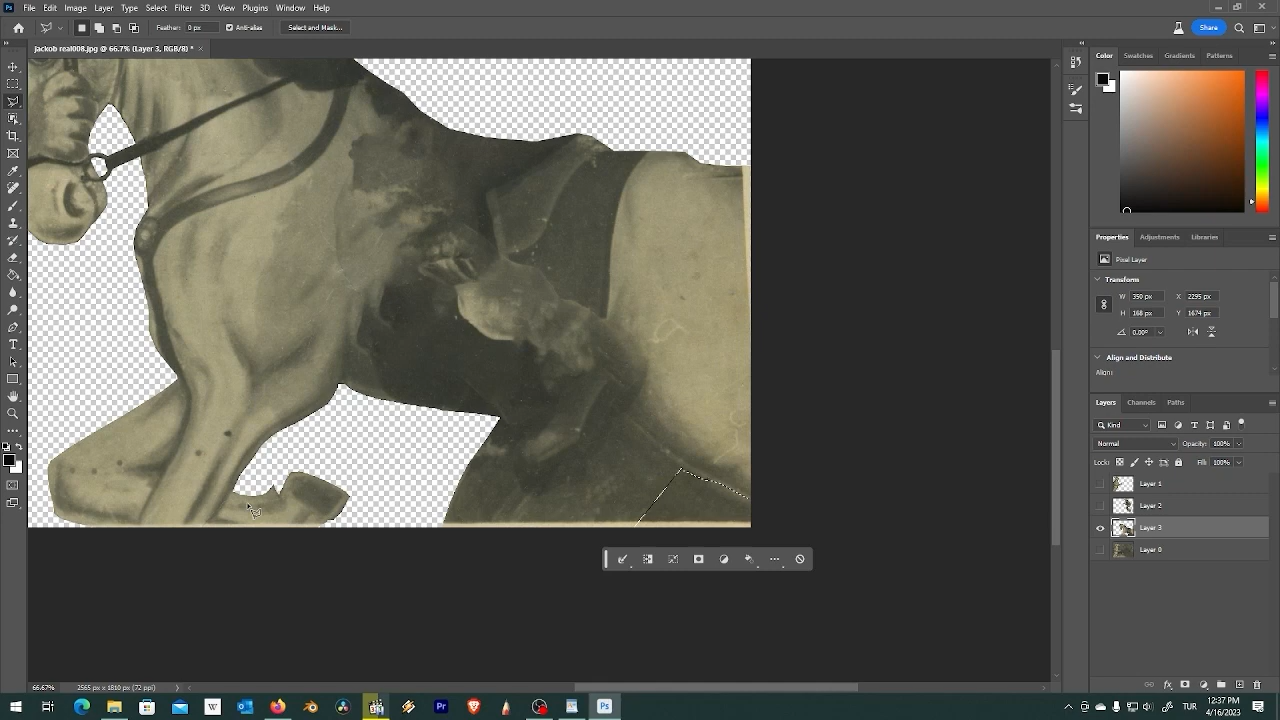 Ps File Edit Image Layer Type Select Filter 3D View Plugins Window Help
Feather: 0 px Anti-alias Select and Mask... Share
jackob real008.jpg @ 66.7% (Layer 3, RGB/8) * ×
Color Swatches Gradients Patterns
Properties Adjustments Libraries
Pixel Layer
Transform
W 350 px X 2295 px
H 168 px Y 1674 px
0.00°
Align and Distribute
Align:
Layers Channels Paths
Kind
Normal Opacity: 100%
Lock: Fill: 100%
Layer 1
Layer 2
Layer 3
Layer 0
66.67% 2565 px x 1810 px (72 ppi)
W Pr Ps TUR 12:37 PM
4/16/2023